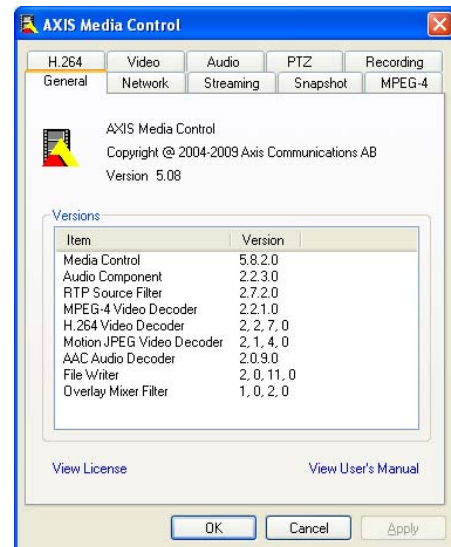 AXIS Media Control
H.264 Video Audio PTZ Recording
General Network Streaming Snapshot MPEG-4
AXIS Media Control
Copyright @ 2004-2009 Axis Communications AB
Version 5.08
Versions
Item Version
Media Control 5.8.2.0
Audio Component 2.2.3.0
RTP Source Filter 2.7.2.0
MPEG-4 Video Decoder 2.2.1.0
H.264 Video Decoder 2, 2, 7, 0
Motion JPEG Video Decoder 2, 1, 4, 0
AAC Audio Decoder 2.0.9.0
File Writer 2, 0, 11, 0
Overlay Mixer Filter 1, 0, 2, 0
View License View User's Manual
OK Cancel Apply